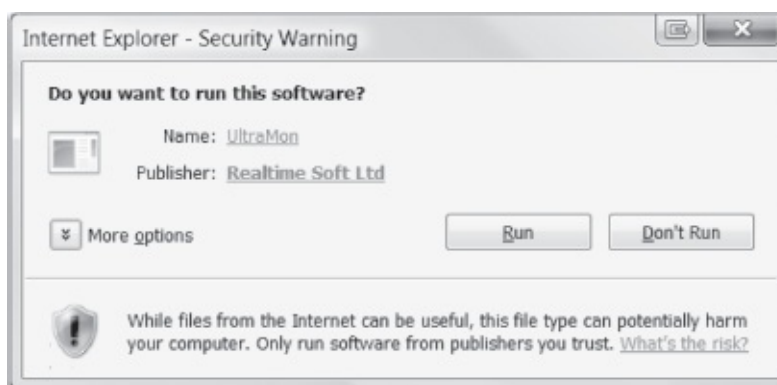 Internet Explorer - Security Warning
Do you want to run this software?
Name: UltraMon
Publisher: Realtime Soft Ltd
More options
Run
Don't Run
While files from the Internet can be useful, this file type can potentially harm
your computer. Only run software from publishers you trust. What's the risk?